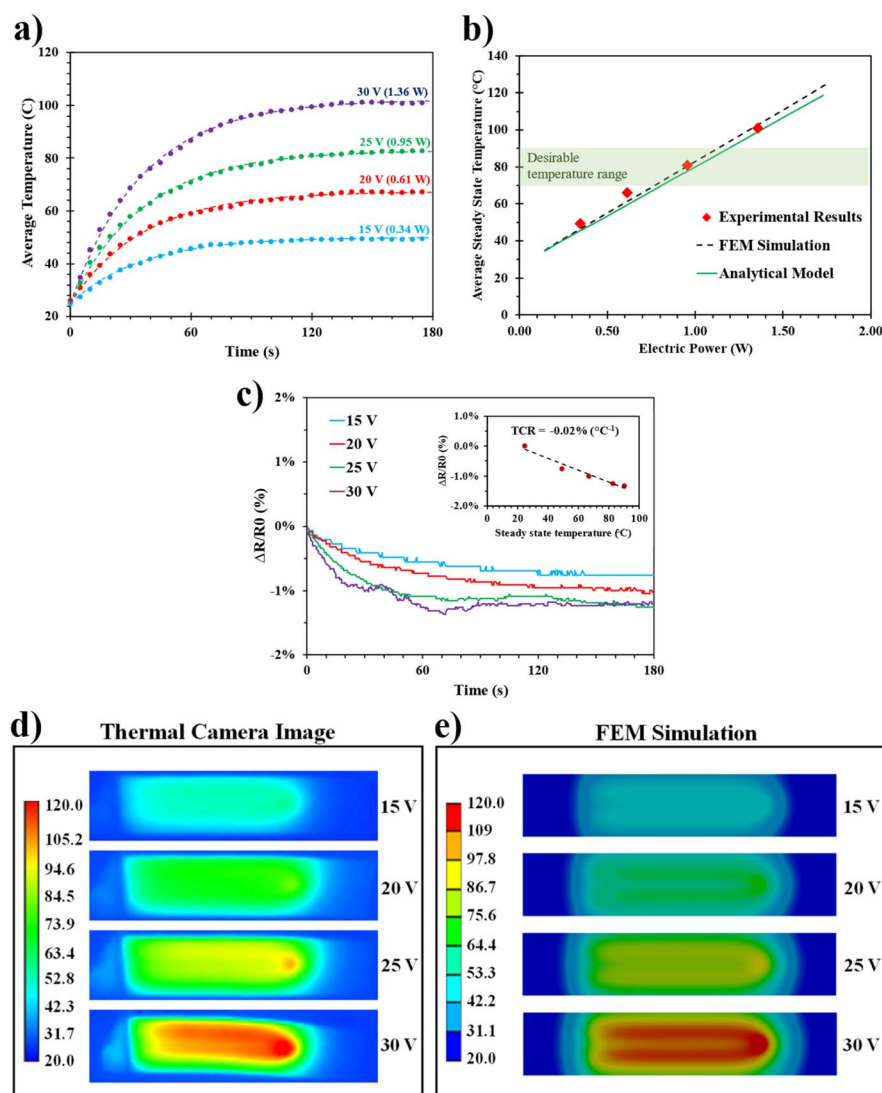 a)
120
100
80
60
40
20
0
60
120
180
Average Temperature (C)
Time (s)
30 V (1.36 W)
25 V (0.95 W)
20 V (0.61 W)
15 V (0.34 W)
b)
140
120
100
80
60
40
20
0
0.00
0.50
1.00
1.50
2.00
Average Steady State Temperature (°C)
Electric Power (W)
Desirable
temperature range
Experimental Results
FEM Simulation
Analytical Model
c)
2%
1%
0%
-1%
-2%
0
60
120
180
ΔR/R0 (%)
Time (s)
15 V
20 V
25 V
30 V
1.0%
0.0%
-1.0%
-2.0%
0
20
40
60
80
100
ΔR/R0 (%)
Steady state temperature (°C)
TCR = -0.02% (°C⁻¹)
d)
Thermal Camera Image
120.0
105.2
94.6
84.5
73.9
63.4
52.8
42.3
31.7
20.0
15 V
20 V
25 V
30 V
e)
FEM Simulation
120.0
109
97.8
86.7
75.6
64.4
53.3
42.2
31.1
20.0
15 V
20 V
25 V
30 V